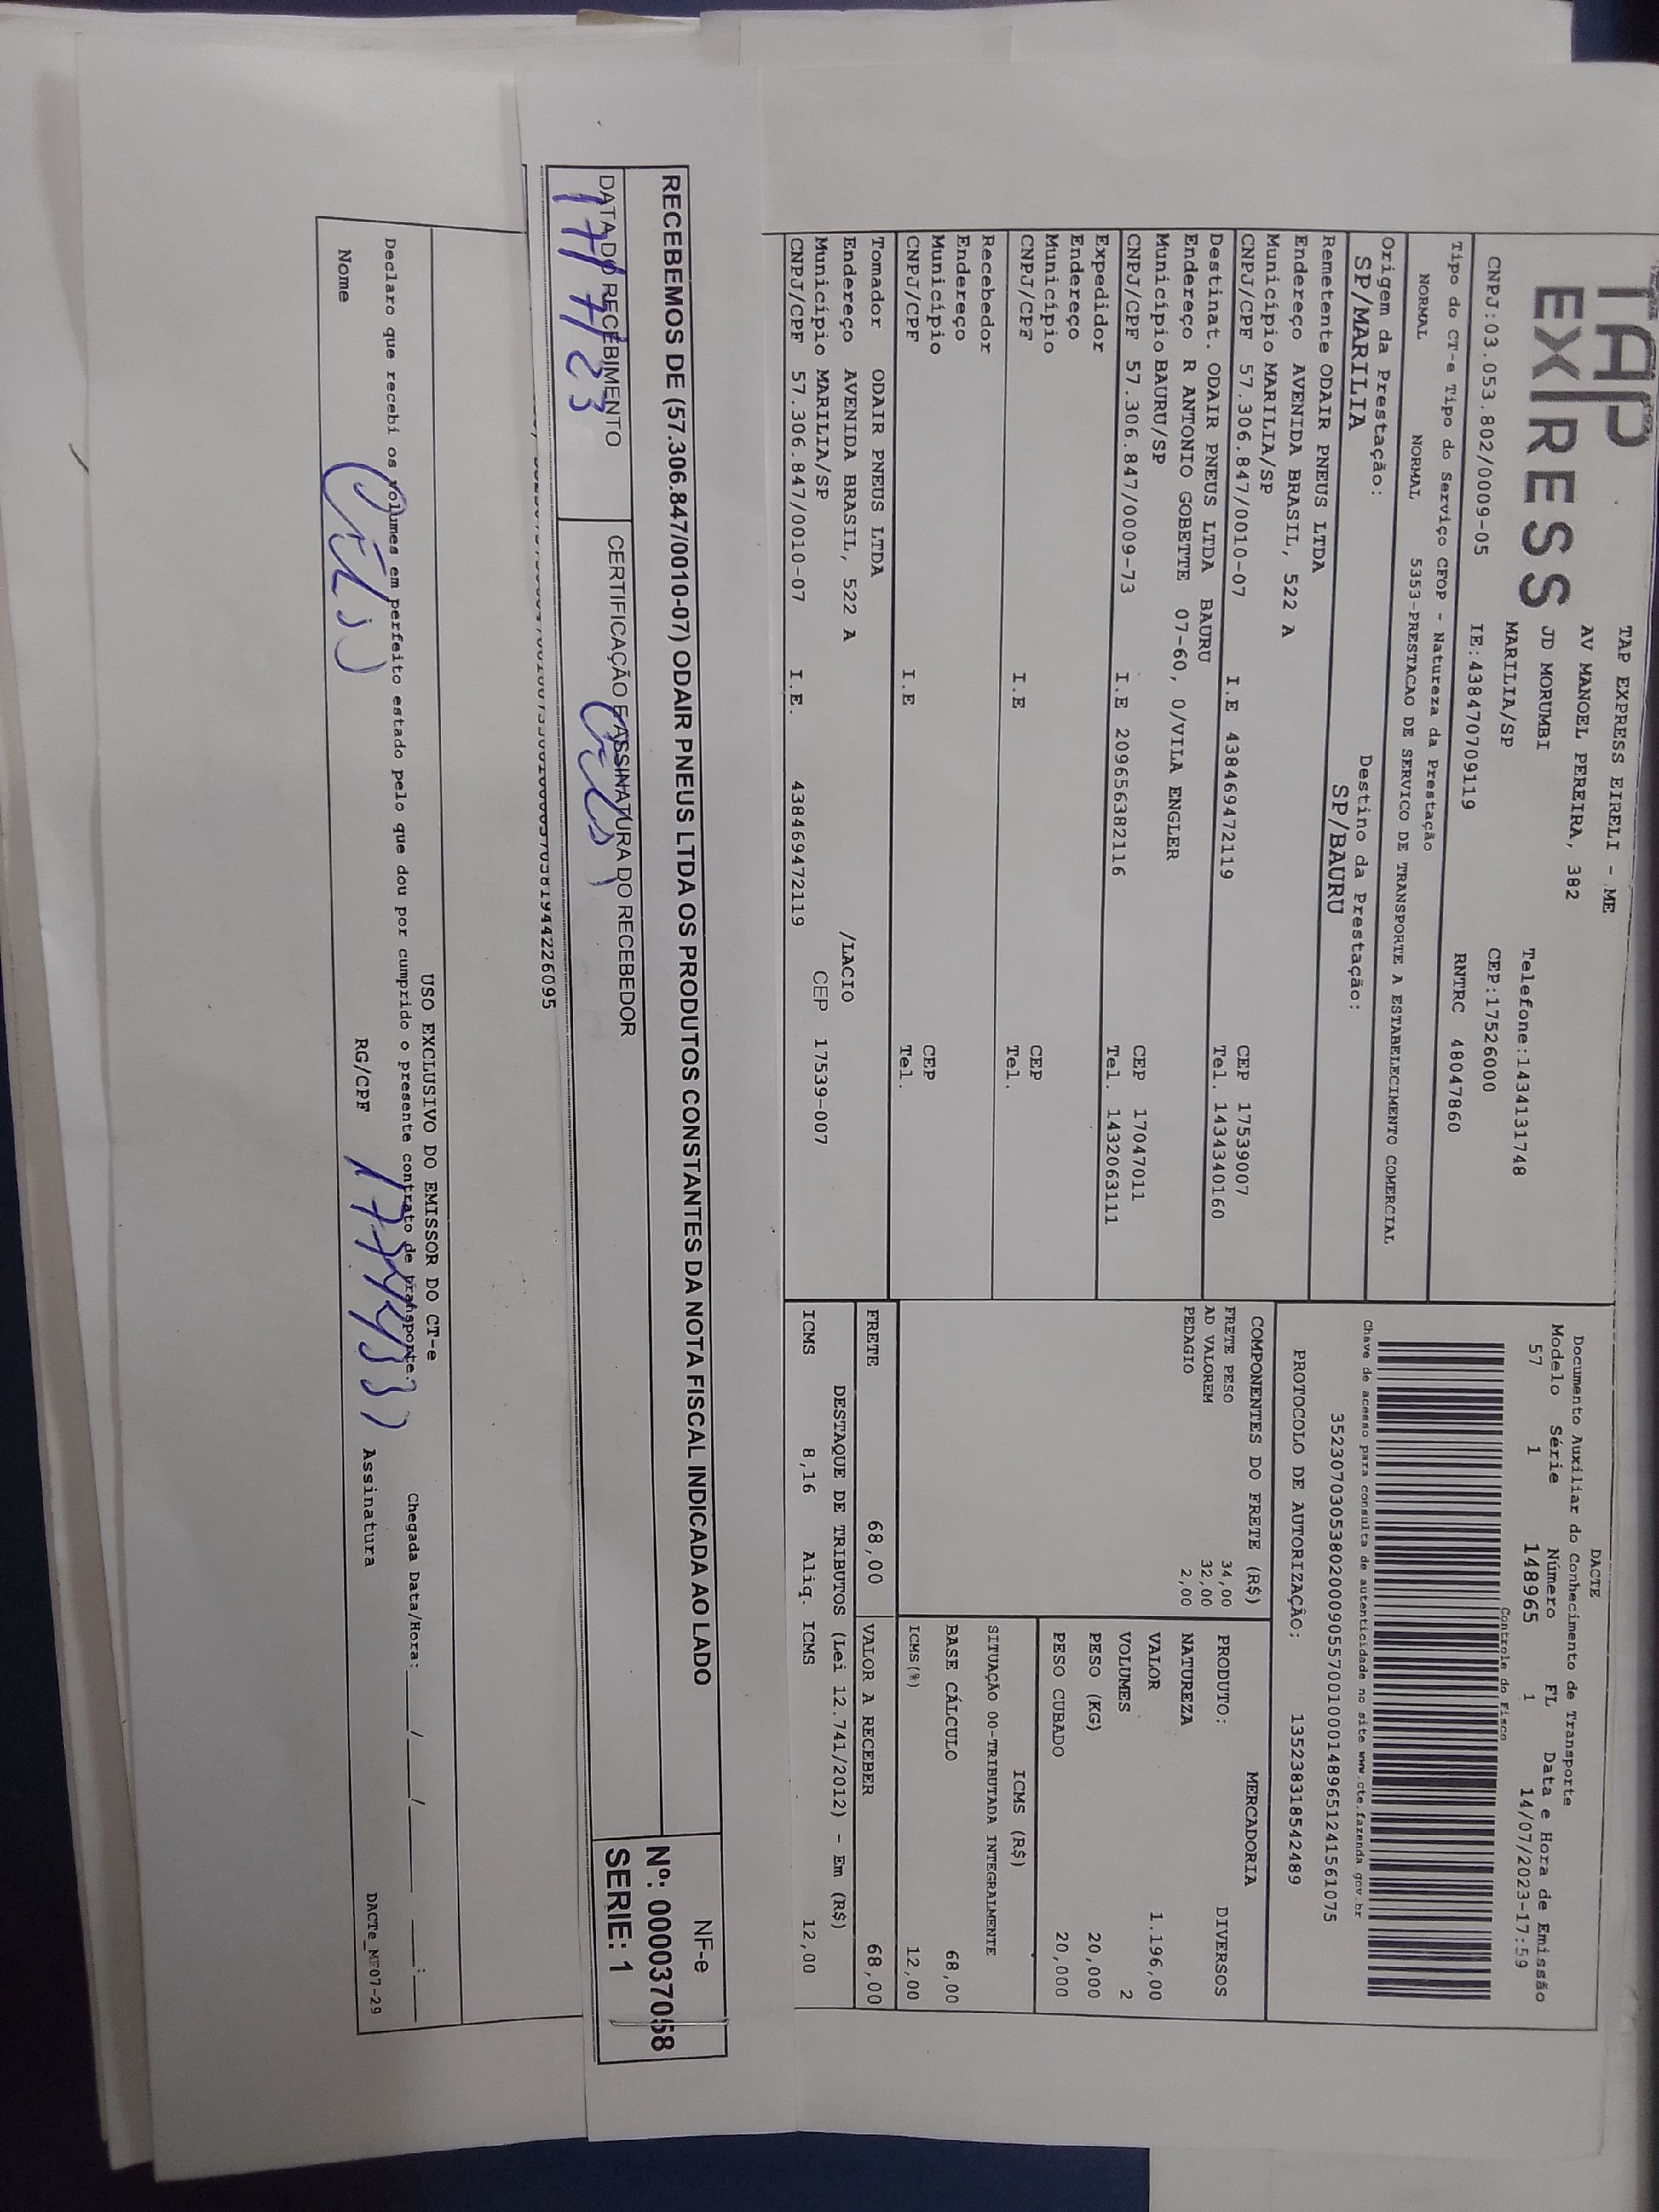 TAP
EXPRESS
TAP EXPRESS EIRELI - ME
AV MANOEL PEREIRA, 382
JD MORUMBI
MARILIA/SP
Telefone:1434131748
CEP:17526000
CNPJ:03.053.802/0009-05 IE:438470709119 RNTRC 48047860
Tipo do CT-e Tipo do Serviço CFOP - Natureza da Prestação
NORMAL NORMAL 5353-PRESTACAO DE SERVICO DE TRANSPORTE A ESTABELECIMENTO COMERCIAL
Origem da Prestação: Destino da Prestação:
SP/MARILIA SP/BAURU
Remetente ODAIR PNEUS LTDA
Endereço AVENIDA BRASIL, 522 A
Município MARILIA/SP CEP 17539007
CNPJ/CPF 57.306.847/0010-07 I.E 438469472119 Tel. 1434340160
Destinat. ODAIR PNEUS LTDA BAURU
Endereço R ANTONIO GOBETTE 07-60, 0/VILA ENGLER
Município BAURU/SP CEP 17047011
CNPJ/CPF 57.306.847/0009-73 I.E 209656382116 Tel. 1432063111
Expedidor
Endereço
Município CEP
CNPJ/CPF I.E Tel.
Recebedor
Endereço
Município CEP
CNPJ/CPF I.E Tel.
Tomador ODAIR PNEUS LTDA
Endereço AVENIDA BRASIL, 522 A /LACIO
Município MARILIA/SP CEP 17539-007
CNPJ/CPF 57.306.847/0010-07 I.E. 438469472119
DACTE
Documento Auxiliar do Conhecimento de Transporte
Modelo Série Número FL Data e Hora de Emissão
57 1 148965 1 14/07/2023-17:59
Controle do Fisco
Chave de acesso para consulta de autenticidade no site www.cte.fazenda.gov.br
35230703053802000905570010001489651241561075
PROTOCOLO DE AUTORIZAÇÃO: 135238318542489
COMPONENTES DO FRETE (R$)
FRETE PESO 34,00
AD VALOREM 32,00
PEDAGIO 2,00
MERCADORIA
PRODUTO: DIVERSOS
NATUREZA
VALOR 1.196,00
VOLUMES 2
PESO (KG) 20,000
PESO CUBADO 20,000
ICMS (R$)
SITUAÇÃO 00-TRIBUTADA INTEGRALMENTE
BASE CÁLCULO 68,00
ICMS(%) 12,00
FRETE 68,00 VALOR A RECEBER 68,00
DESTAQUE DE TRIBUTOS (Lei 12.741/2012) - Em (R$)
ICMS 8,16 Aliq. ICMS 12,00
RECEBEMOS DE (57.306.847/0010-07) ODAIR PNEUS LTDA OS PRODUTOS CONSTANTES DA NOTA FISCAL INDICADA AO LADO
DATA DO RECEBIMENTO CERTIFICAÇÃO E ASSINATURA DO RECEBEDOR
17/7/23
NF-e
Nº: 000037058
SERIE: 1
USO EXCLUSIVO DO EMISSOR DO CT-e
Declaro que recebi os volumes em perfeito estado pelo que dou por cumprido o presente contrato de transporte. Chegada Data/Hora:____/____/____ ___:___
Nome RG/CPF Assinatura
DACTe_MF07-29